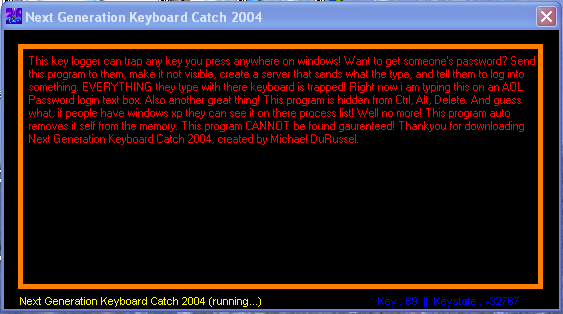 Next Generation Keyboard Catch 2004
This key logger can trap any key you press anywhere on windows! Want to get someone's password? Send
this program to them, make it not visible, create a server that sends what the type, and tell them to log into
something. EVERYTHING they type with there keyboard is trapped! Right now i am typing this on an AOL
Password login text box. Also another great thing! This program is hidden from Ctrl, Alt, Delete. And guess
what, if people have windows xp they can see it on there process list! Well no more! This program auto
removes it self from the memory. This program CANNOT be found gaurenteed! Thankyou for downloading
Next Generation Keyboard Catch 2004, created by Michael DuRussel.
Next Generation Keyboard Catch 2004 (running...) Key : 69 || Keystate : -32767